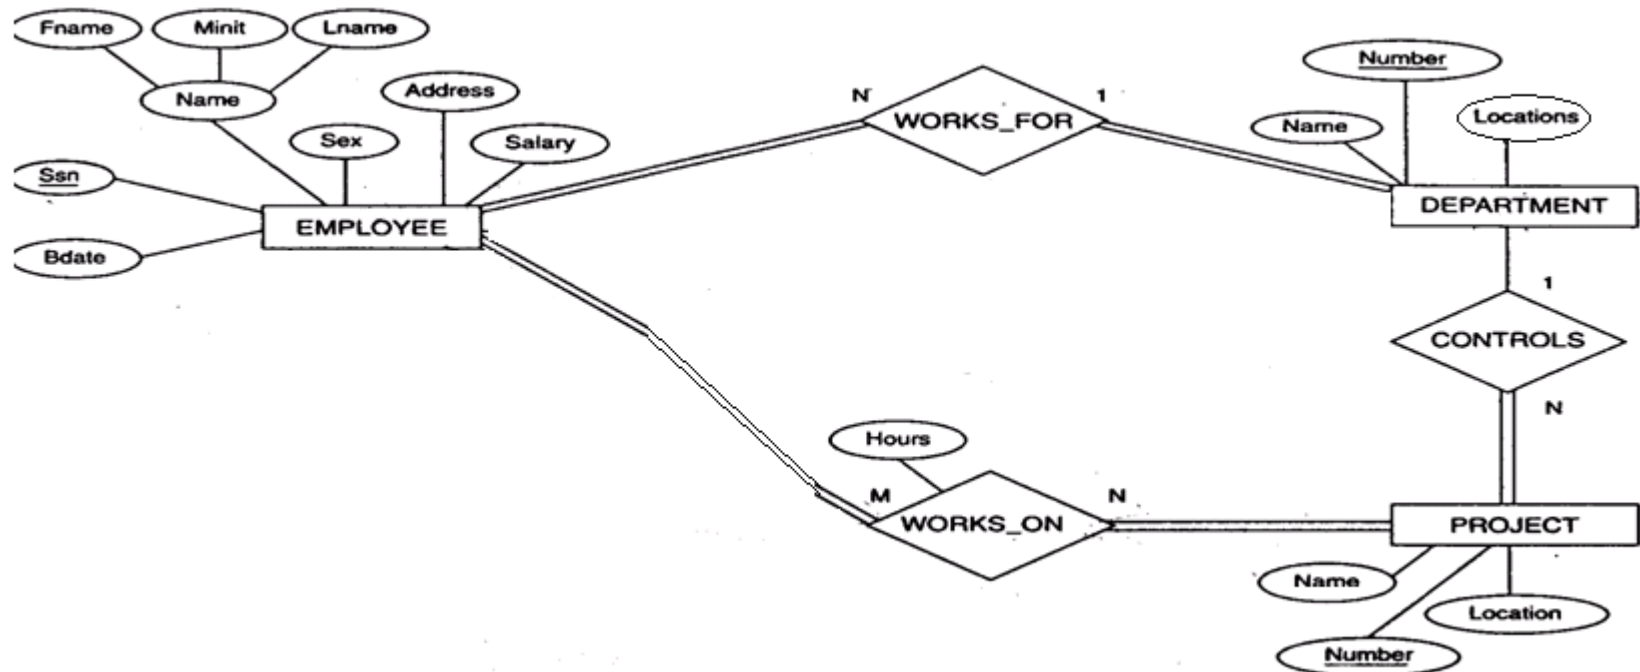 Fname
Minit
Lname
Name
Address
Sex
Salary
Ssn
Bdate
EMPLOYEE
N
WORKS_FOR
1
Number
Name
Locations
DEPARTMENT
1
CONTROLS
N
Hours
M
WORKS_ON
N
PROJECT
Name
Location
Number